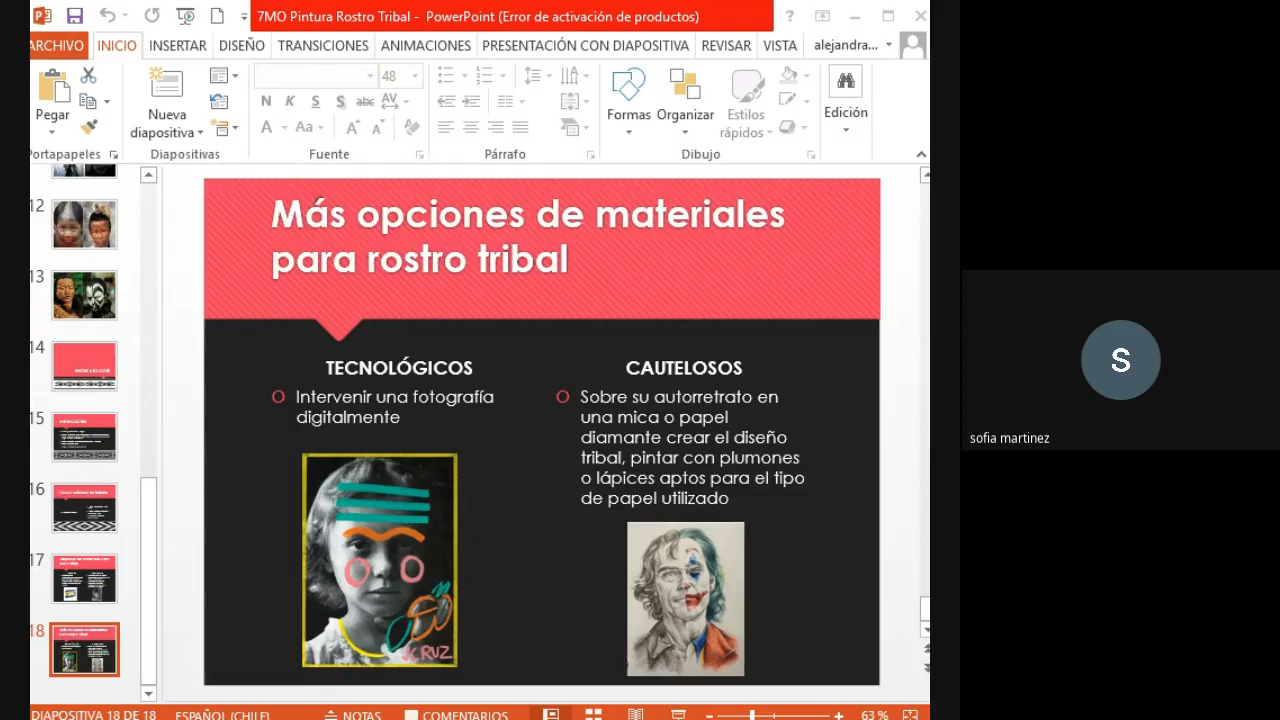 7MO Pintura Rostro Tribal - PowerPoint (Error de activación de productos)
ARCHIVO INICIO INSERTAR DISEÑO TRANSICIONES ANIMACIONES PRESENTACIÓN CON DIAPOSITIVA REVISAR VISTA alejandra...
48
N K S S abc AV
A Aa A A
Pegar
Nueva
diapositiva
Formas Organizar Estilos
rápidos
Edición
Portapapeles Diapositivas Fuente Párrafo Dibujo
12
13
14
15
16
17
18
Más opciones de materiales
para rostro tribal
TECNOLÓGICOS
Intervenir una fotografía
digitalmente
CRUZ
CAUTELOSOS
Sobre su autorretrato en
una mica o papel
diamante crear el diseño
tribal, pintar con plumones
o lápices aptos para el tipo
de papel utilizado
S
sofia martinez
DIAPOSITIVA 18 DE 18 ESPAÑOL (CHILE) NOTAS COMENTARIOS 63 %